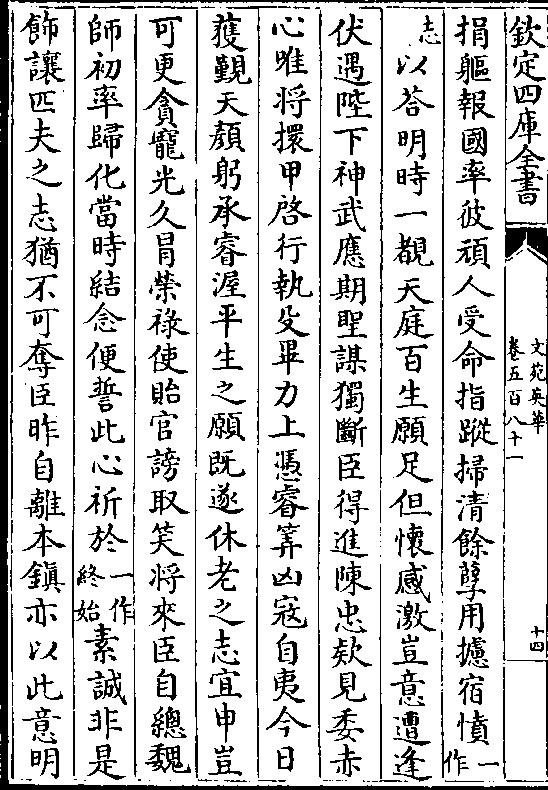 欽定四庫全書
文苑英華
卷五百八十一
十四
捐軀報國率彼頑人受命指蹤掃清餘孽用攄宿憤一作
志以荅明時一覩天庭百生願足但懷感激豈意遭逢
伏遇陛下神武應期聖謀獨斷臣得進陳忠欵見委赤
心唯将擐甲啓行執殳畢力上憑睿筭凶寇自夷今日
獲覲天顔躬承睿渥平生之願既遂休老之志宜申豈
可更貪寵光久冐榮禄使貽官謗取笑将來臣自總魏
師初率歸化當時結念便誓此心祈於一作終始素誠非是
飾讓匹夫之志猶不可奪臣昨自離本鎮亦以此意明